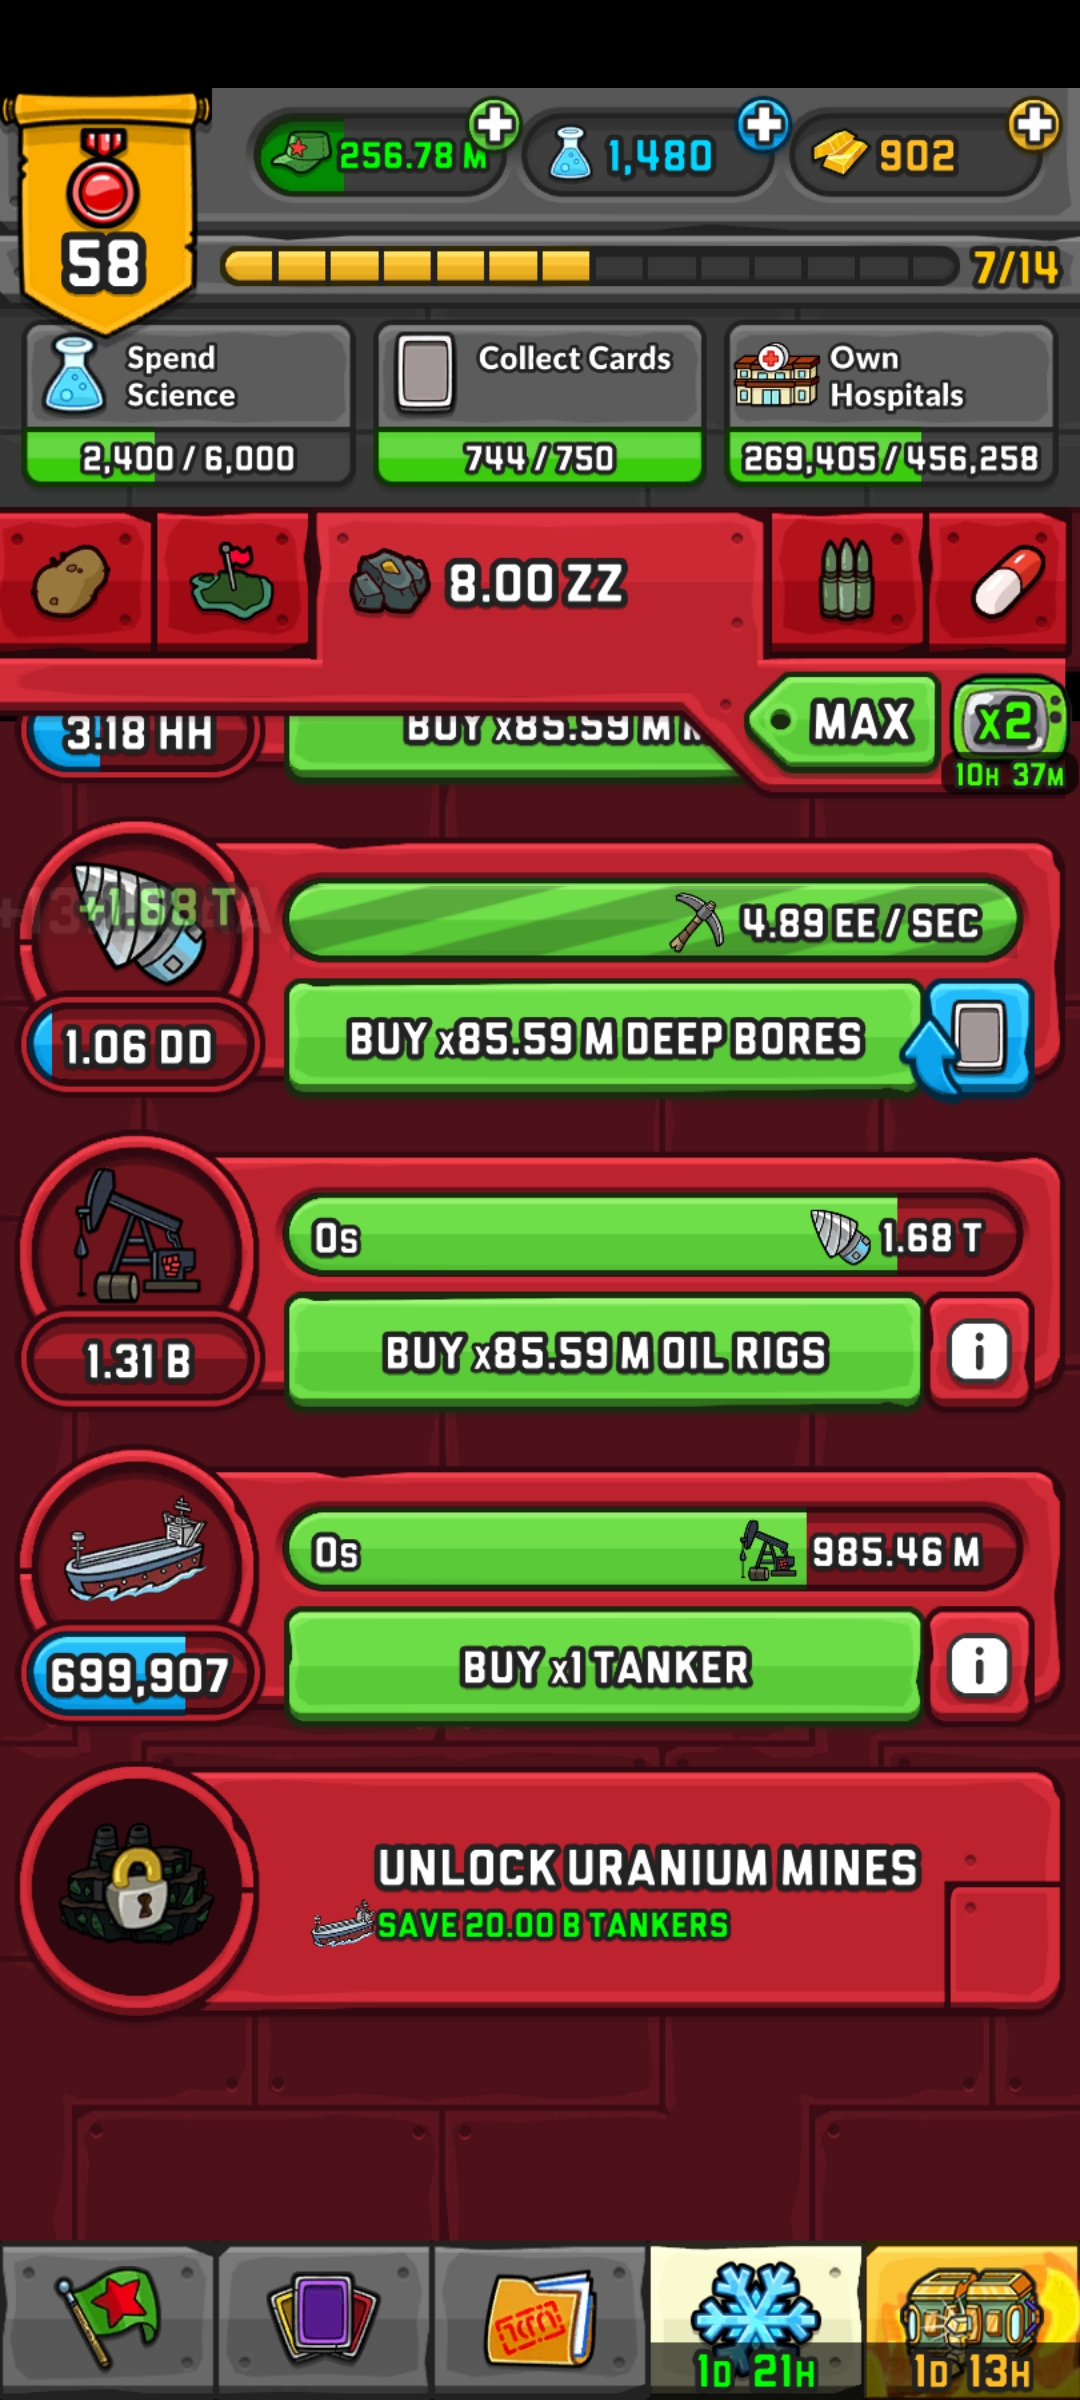 256.78 M
1,480
902
58
7/14
Spend
Science
Collect Cards
Own
Hospitals
2,400 / 6,000
744 / 750
269,405 / 456,258
8.00 ZZ
MAX
x2
10H 37M
3.18 HH
BUY x85.59 M
+1.68 T
4.89 EE / SEC
1.06 DD
BUY x85.59 M DEEP BORES
0s
1.68 T
1.31 B
BUY x85.59 M OIL RIGS
i
0s
985.46 M
699,907
BUY x1 TANKER
i
UNLOCK URANIUM MINES
SAVE 20.00 B TANKERS
1D 21H
1D 13H